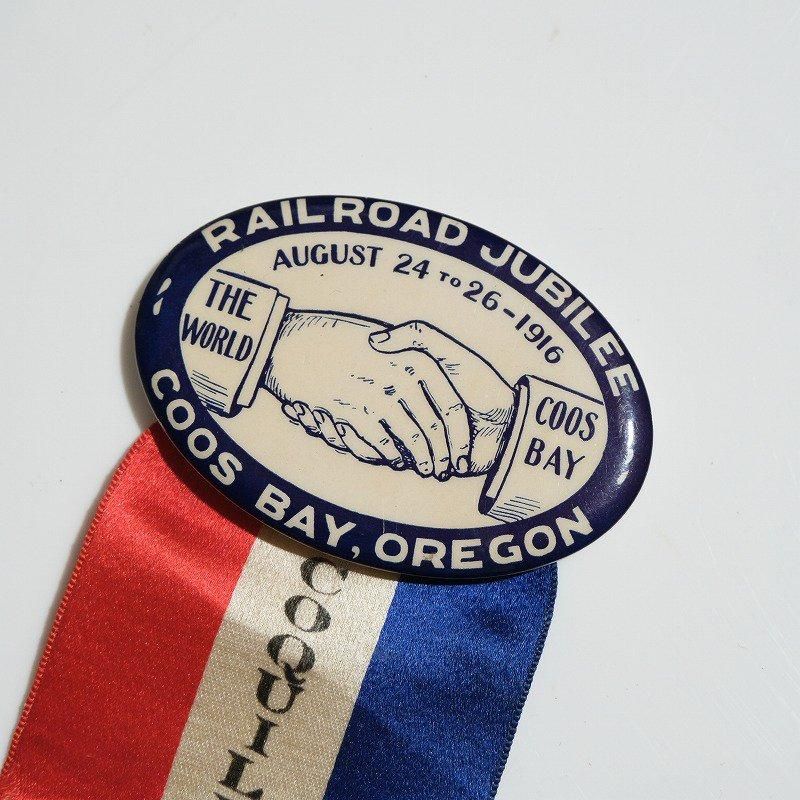 RAILROAD JUBILEE
AUGUST 24 TO 26-1916
THE
WORLD
COOS
BAY
COOS BAY, OREGON
COQUIL